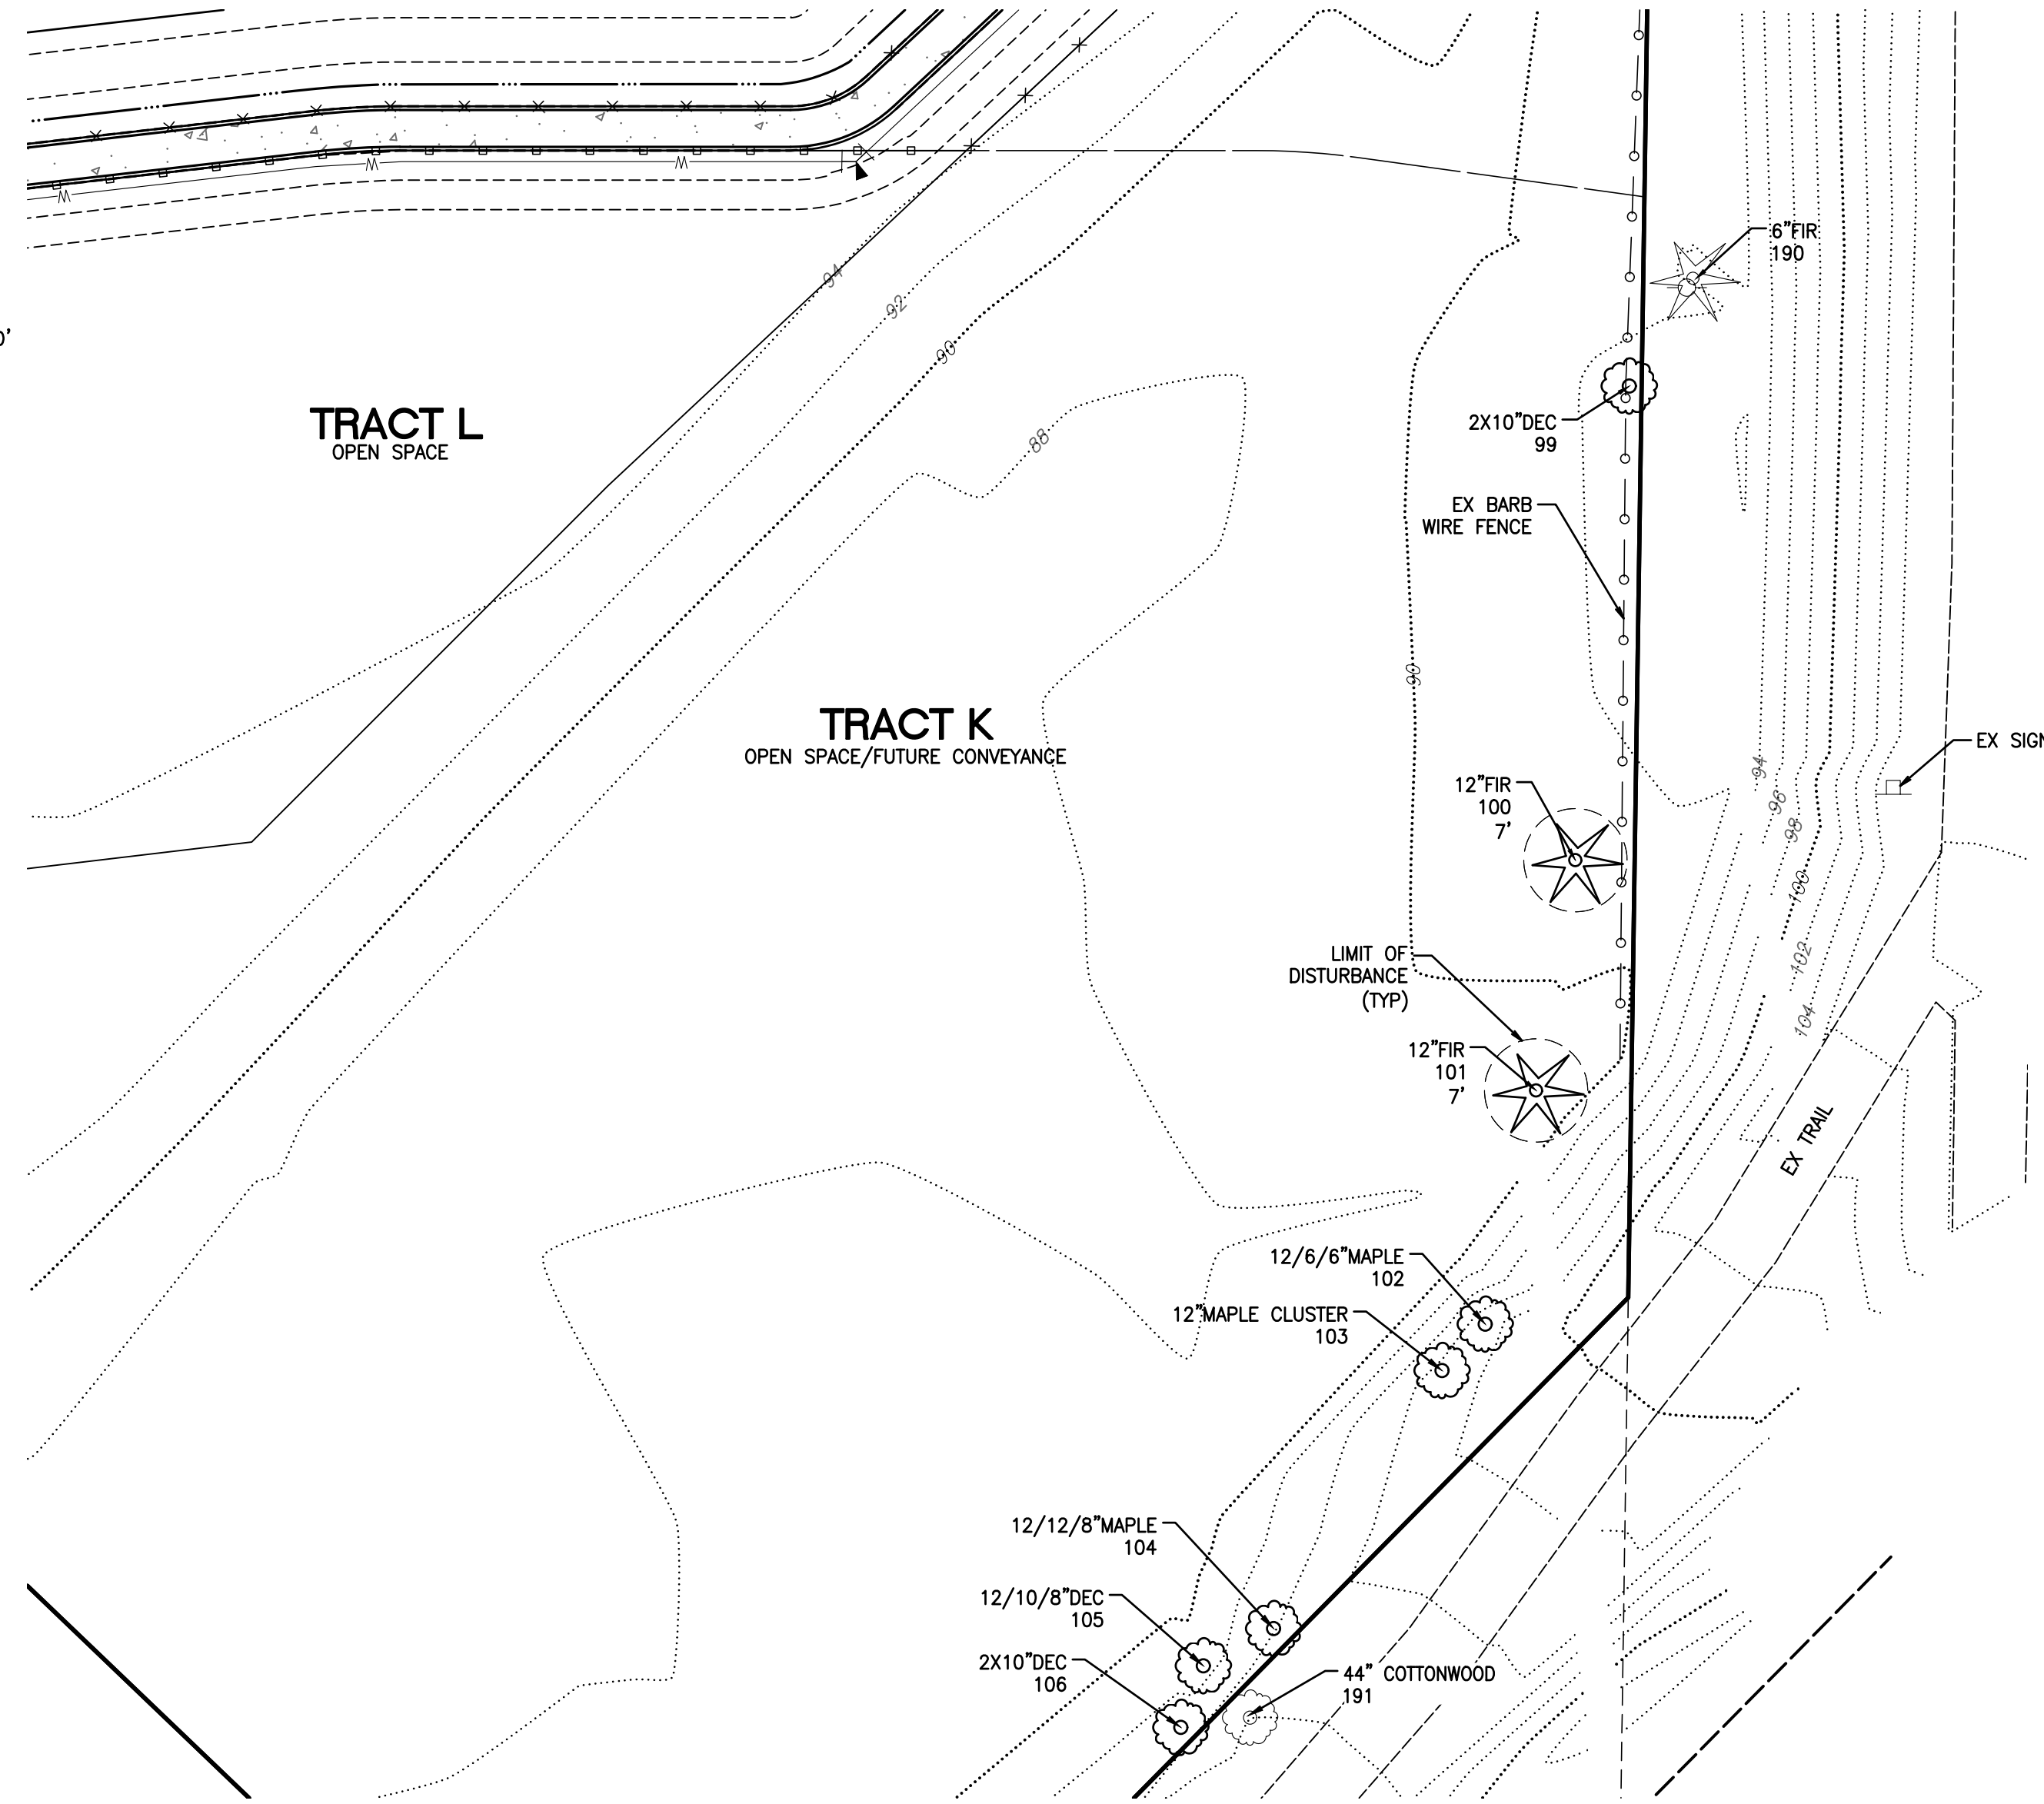 6"FIR
190
94
92
0'
90
TRACT L
OPEN SPACE
2X10"DEC
99
88
EX BARB
WIRE FENCE
90
TRACT K
OPEN SPACE/FUTURE CONVEYANCE
EX SIGN
94
96
98
100
102
104
12"FIR
100
7'
LIMIT OF
DISTURBANCE
(TYP)
12"FIR
101
7'
EX TRAIL
12/6/6"MAPLE
102
12"MAPLE CLUSTER
103
12/12/8"MAPLE
104
12/10/8"DEC
105
2X10"DEC
106
44" COTTONWOOD
191